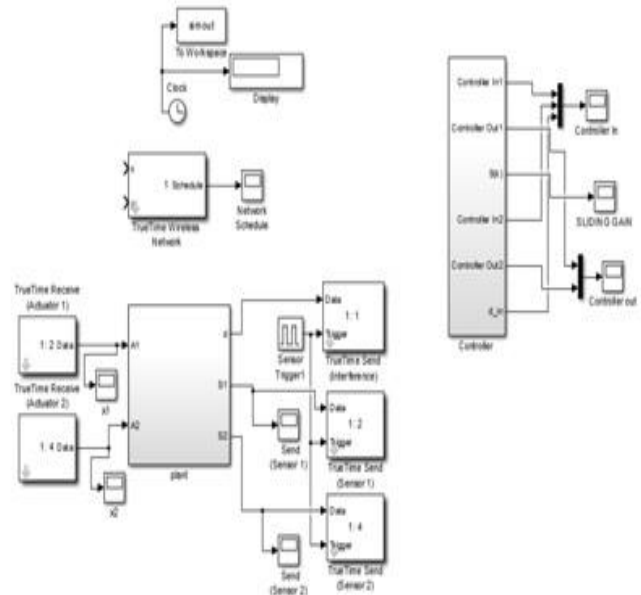 simout
To Workspace
Clock
Display
1 Schedule
TrueTime Wireless
Network
Network
Schedule
Controller In1
Controller Out1
Controller In2
Controller Out2
d_in
Controller
Controller In
SLIDING GAIN
Controller out
TrueTime Receive
(Actuator 1)
1: 2 Data
x1
TrueTime Receive
(Actuator 2)
1: 4 Data
x2
A1
A2
d
S1
S2
plant
Sensor
Trigger1
Data
1: 1
Trigger
TrueTime Send
(Interference)
Send
(Sensor 1)
Data
1: 2
Trigger
TrueTime Send
(Sensor 1)
Send
(Sensor 2)
Data
1: 4
Trigger
TrueTime Send
(Sensor 2)